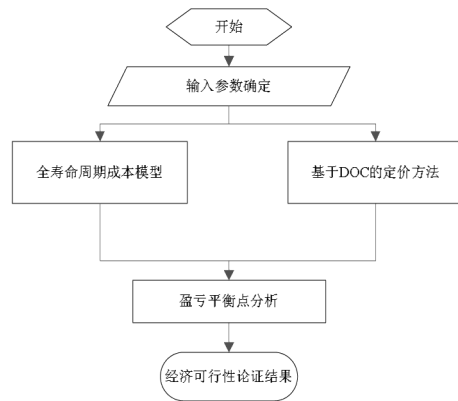 开始
输入参数确定
全寿命周期成本模型
基于DOC的定价方法
盈亏平衡点分析
经济可行性论证结果